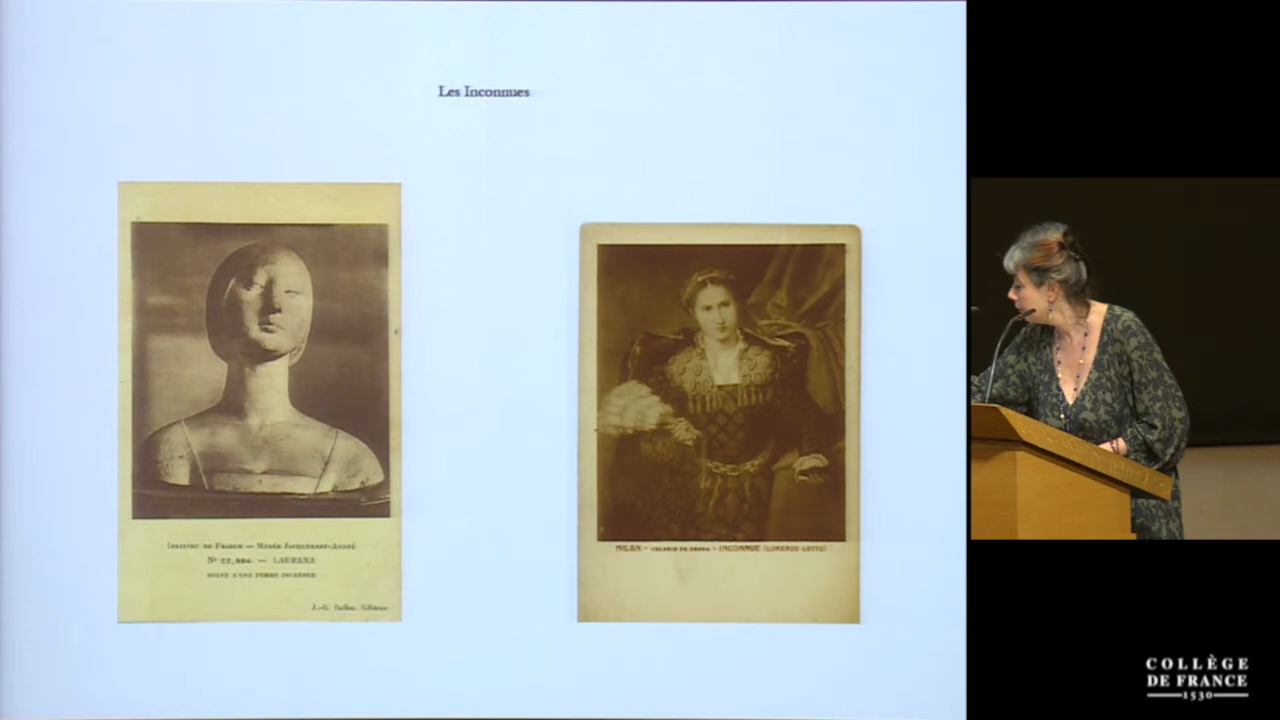 Les Inconnues
INSTITUT DE FRANCE — MUSÉE JACQUEMART-ANDRÉ
N° 22,884 — LAURANA
BUSTE D'UNE FEMME INCONNUE
J.-E. Bulloz, Editeur
MILAN - GALERIE DE BRERA - INCONNUE (LORENZO LOTTO)
COLLÈGE
DE FRANCE
1530